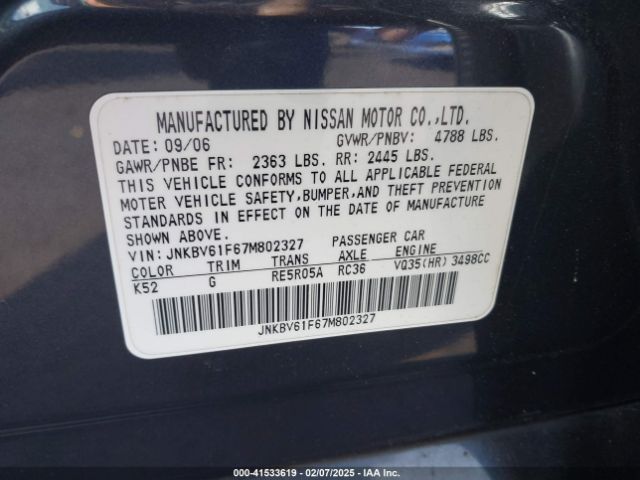 MANUFACTURED BY NISSAN MOTOR CO.,LTD.
DATE: 09/06 GVWR/PNBV: 4788 LBS.
GAWR/PNBE FR: 2363 LBS. RR: 2445 LBS.
THIS VEHICLE CONFORMS TO ALL APPLICABLE FEDERAL
MOTOR VEHICLE SAFETY,BUMPER,AND THEFT PREVENTION
STANDARDS IN EFFECT ON THE DATE OF MANUFACTURE
SHOWN ABOVE.
VIN: JNKBV61F67M802327 PASSENGER CAR
COLOR TRIM TRANS AXLE ENGINE
K52 G RE5R05A RC36 VQ35(HR) 3498CC
JNKBV61F67M802327
000-41533619 - 02/07/2025 - IAA Inc.